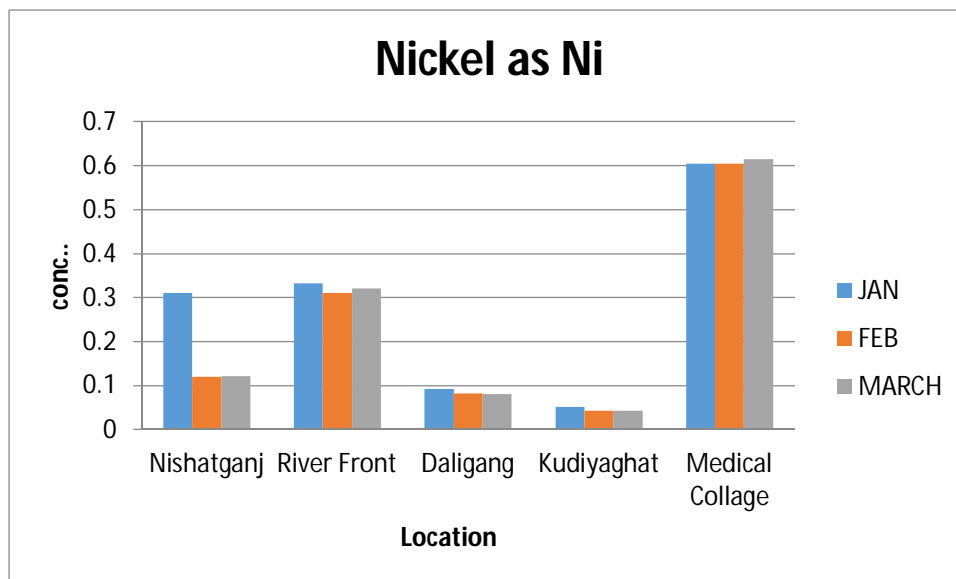 Nickel as Ni
0.7
0.6
0.5
0.4
0.3
0.2
0.1
0
conc..
Nishatganj River Front Daligang Kudiyaghat Medical
Collage
Location
JAN
FEB
MARCH